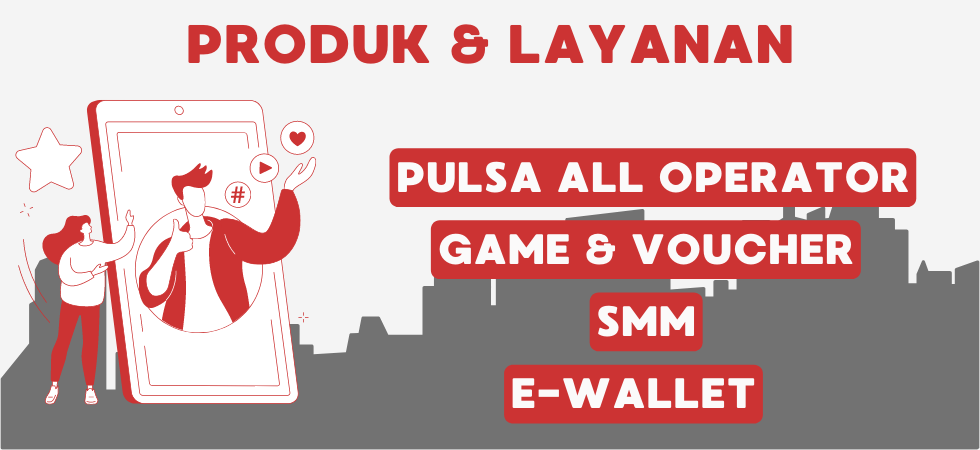 PRODUK & LAYANAN
#
PULSA ALL OPERATOR
GAME & VOUCHER
SMM
E-WALLET